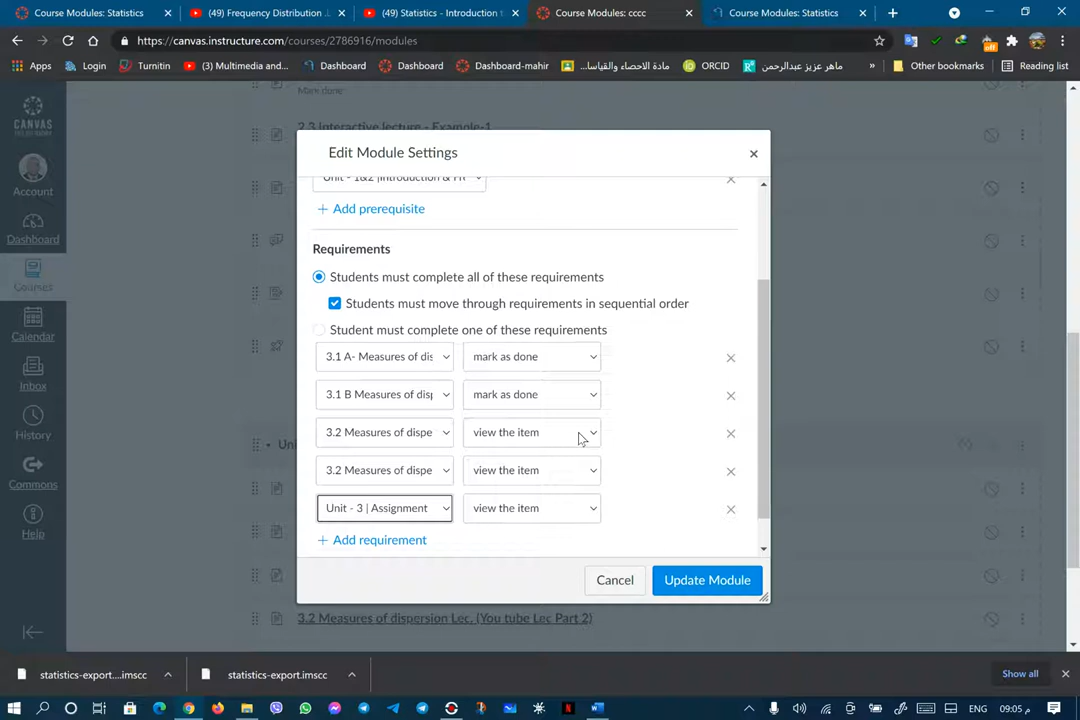 Course Modules: Statistics
(49) Frequency Distribution .
(49) Statistics - Introduction t
Course Modules: cccc
Course Modules: Statistics
https://canvas.instructure.com/courses/2786916/modules
Apps
Login
Turnitin
(3) Multimedia and...
Dashboard
Dashboard
Dashboard-mahir
مادة الاحصاء والقياسا...
ORCID
ماهر عزيز عبدالرحمن
»
Other bookmarks
Reading list
off
CANVAS
Account
Dashboard
Courses
Calendar
Inbox
History
Commons
Help
Mark done
2.3 Interactive lecture - Example-1
Edit Module Settings
Unit - 1&2 |Introduction & Fr
+ Add prerequisite
Requirements
Students must complete all of these requirements
Students must move through requirements in sequential order
Student must complete one of these requirements
3.1 A- Measures of dis
mark as done
3.1 B Measures of disp
mark as done
3.2 Measures of dispe
view the item
3.2 Measures of dispe
view the item
Unit - 3 | Assignment
view the item
+ Add requirement
Cancel
Update Module
Uni
3.2 Measures of dispersion Lec. (You tube Lec Part 2)
statistics-export....imscc
statistics-export.imscc
Show all
ENG
09:05 م